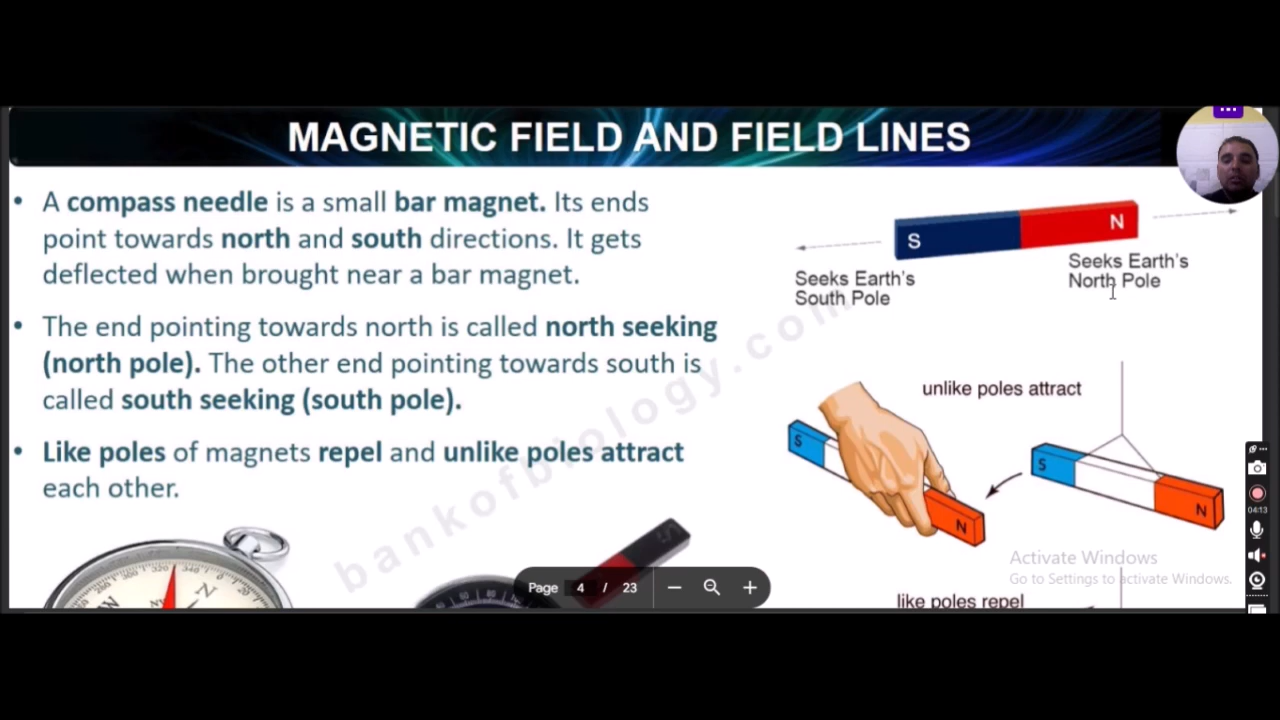 MAGNETIC FIELD AND FIELD LINES
• A compass needle is a small bar magnet. Its ends
point towards north and south directions. It gets
deflected when brought near a bar magnet.
• The end pointing towards north is called north seeking
(north pole). The other end pointing towards south is
called south seeking (south pole).
• Like poles of magnets repel and unlike poles attract
each other.
S
N
Seeks Earth's
South Pole
Seeks Earth's
North Pole
unlike poles attract
S
N
S
N
like poles repel
bankofbiology.com
Activate Windows
Go to Settings to activate Windows.
Page 4 / 23
04:13